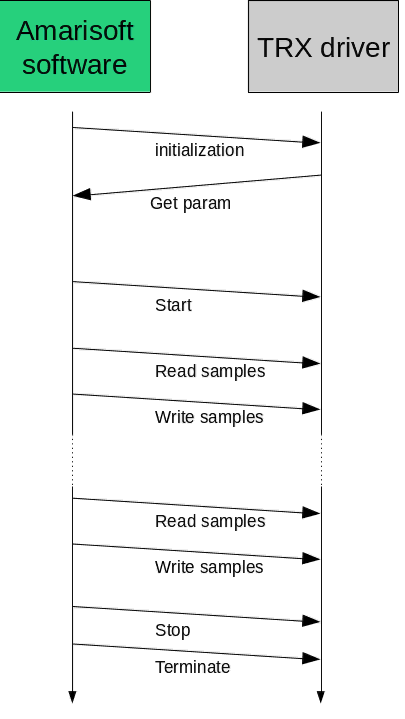 Amarisoft
software
TRX driver
initialization
Get param
Start
Read samples
Write samples
Read samples
Write samples
Stop
Terminate